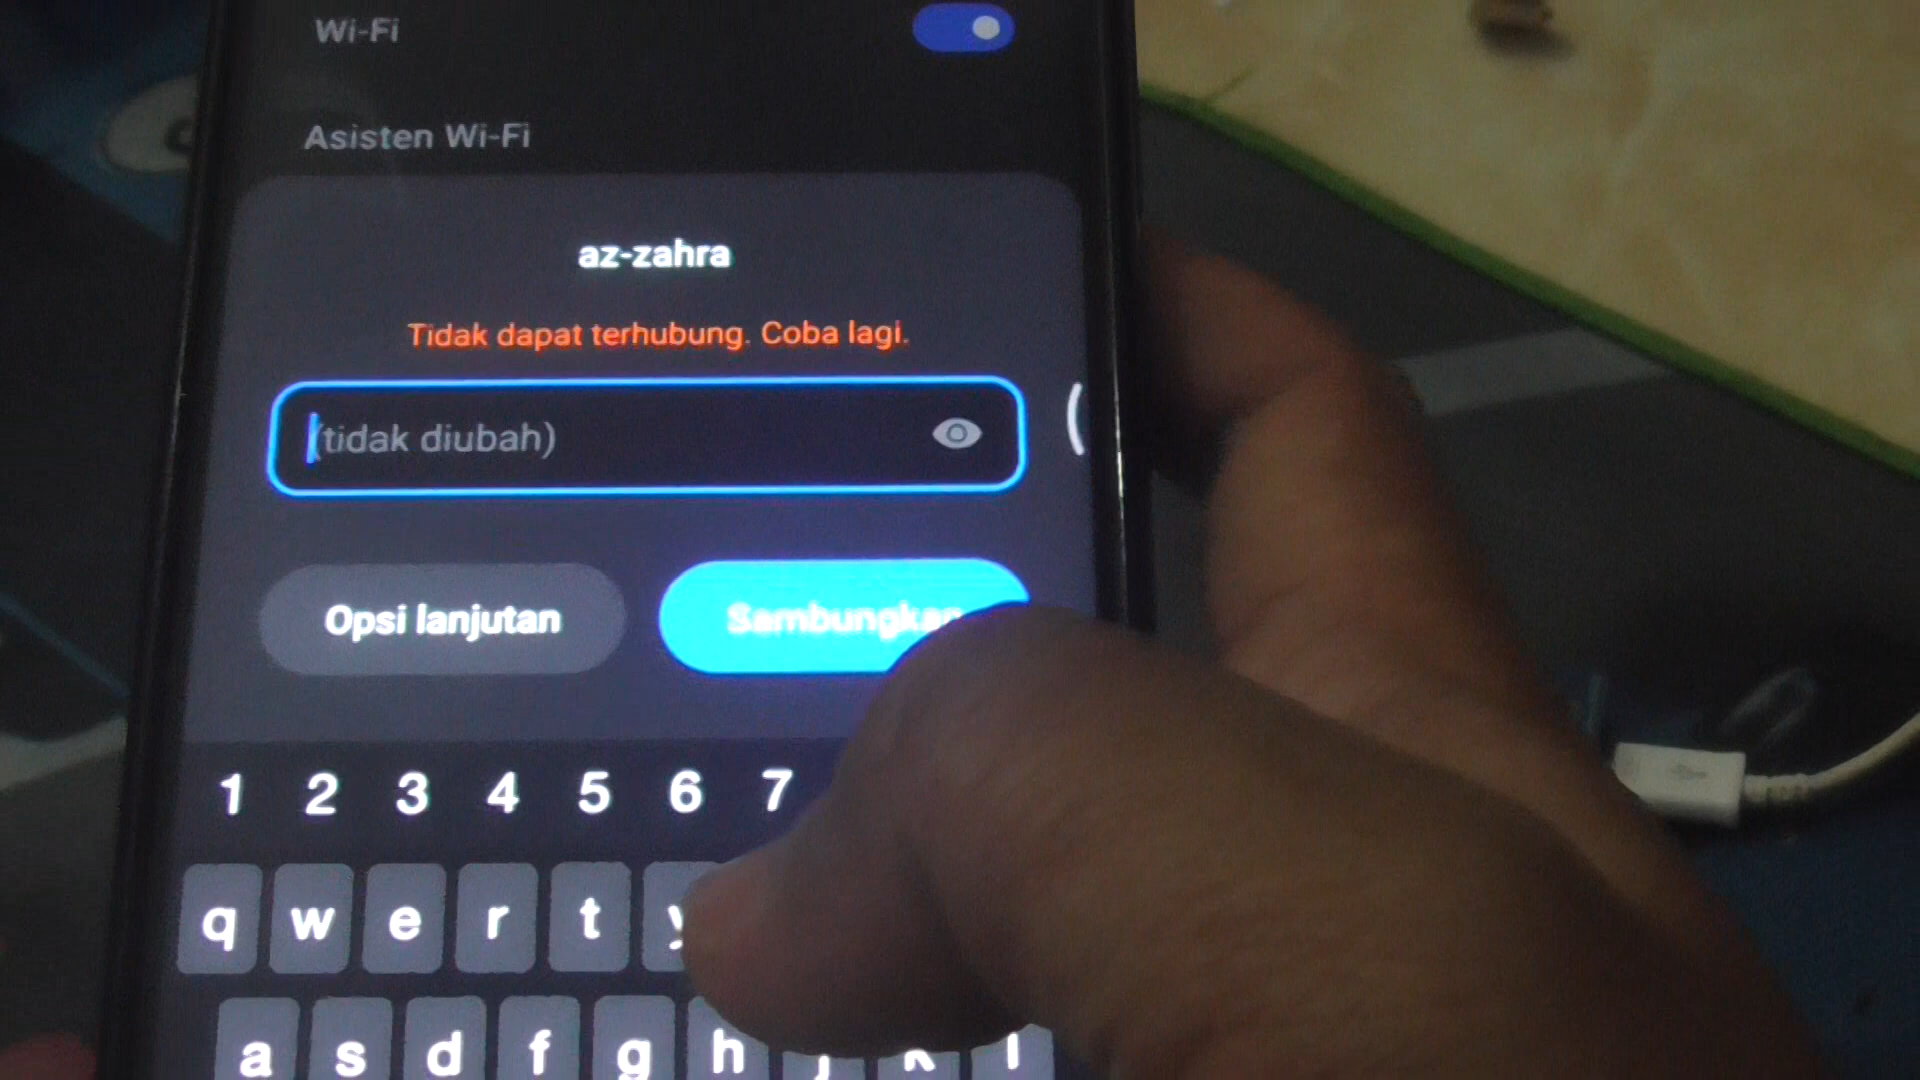 Wi-Fi
Asisten Wi-Fi
az-zahra
Tidak dapat terhubung. Coba lagi.
(tidak diubah)
Opsi lanjutan
Sambungkan
1 2 3 4 5 6 7
q w e r t y
a s d f g h j k l